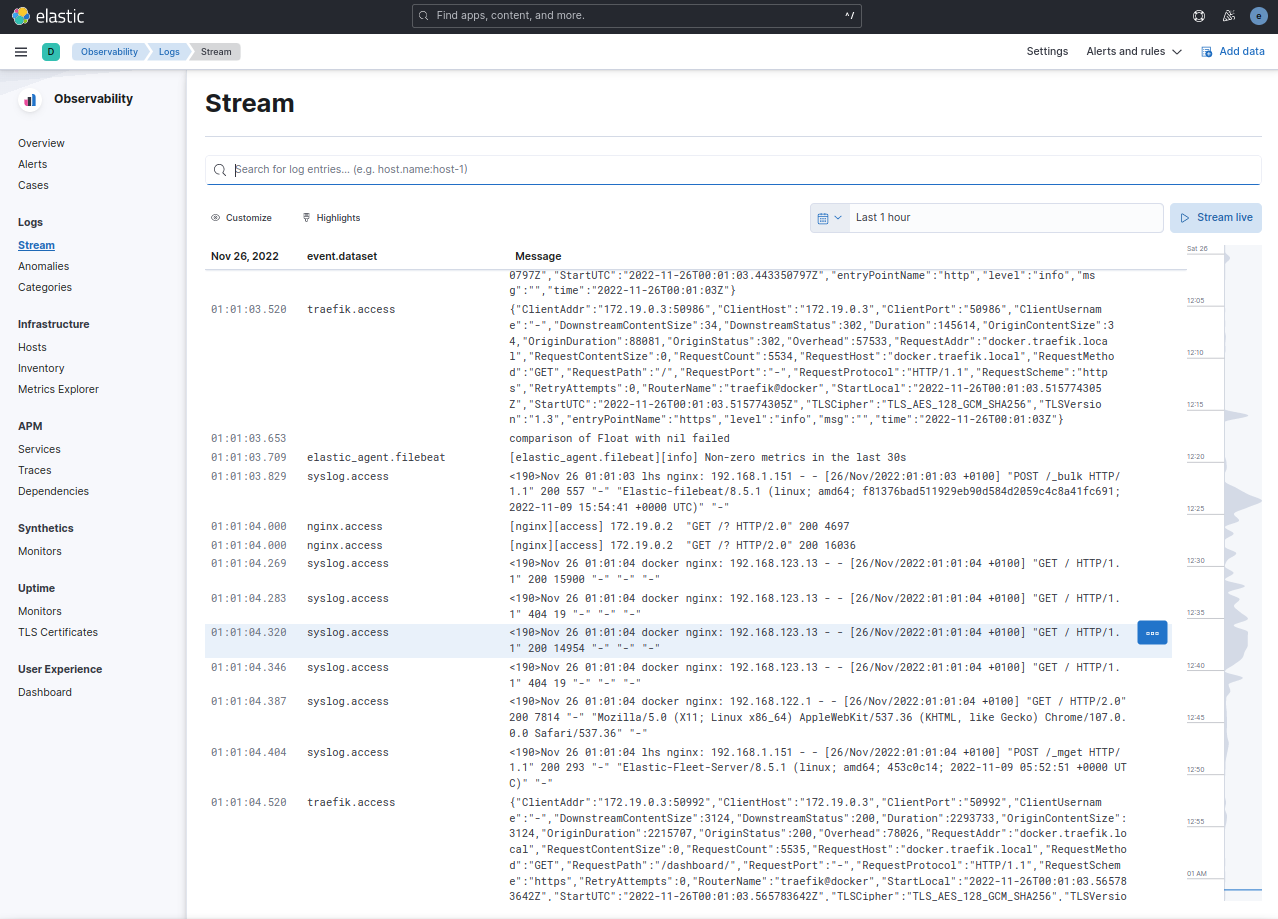 elastic
Find apps, content, and more.
^/
e
D
Observability
Logs
Stream
Settings
Alerts and rules
Add data
Observability
Overview
Alerts
Cases
Logs
Stream
Anomalies
Categories
Infrastructure
Hosts
Inventory
Metrics Explorer
APM
Services
Traces
Dependencies
Synthetics
Monitors
Uptime
Monitors
TLS Certificates
User Experience
Dashboard
Stream
Search for log entries... (e.g. host.name:host-1)
Customize
Highlights
Last 1 hour
Stream live
Nov 26, 2022 event.dataset Message
0797Z","StartUTC":"2022-11-26T00:01:03.443350797Z","entryPointName":"http","level":"info","ms
g":"","time":"2022-11-26T00:01:03Z"}
01:01:03.520 traefik.access {"ClientAddr":"172.19.0.3:50986","ClientHost":"172.19.0.3","ClientPort":"50986","ClientUsernam
e":"-","DownstreamContentSize":34,"DownstreamStatus":302,"Duration":145614,"OriginContentSize":3
4,"OriginDuration":88081,"OriginStatus":302,"Overhead":57533,"RequestAddr":"docker.traefik.loca
l","RequestContentSize":0,"RequestCount":5534,"RequestHost":"docker.traefik.local","RequestMetho
d":"GET","RequestPath":"/","RequestPort":"-","RequestProtocol":"HTTP/1.1","RequestScheme":"http
s","RetryAttempts":0,"RouterName":"traefik@docker","StartLocal":"2022-11-26T00:01:03.515774305
Z","StartUTC":"2022-11-26T00:01:03.515774305Z","TLSCipher":"TLS_AES_128_GCM_SHA256","TLSVersio
n":"1.3","entryPointName":"https","level":"info","msg":"","time":"2022-11-26T00:01:03Z"}
01:01:03.653 comparison of Float with nil failed
01:01:03.709 elastic_agent.filebeat [elastic_agent.filebeat][info] Non-zero metrics in the last 30s
01:01:03.829 syslog.access <190>Nov 26 01:01:03 lhs nginx: 192.168.1.151 - - [26/Nov/2022:01:01:03 +0100] "POST /_bulk HTTP/
1.1" 200 557 "-" "Elastic-filebeat/8.5.1 (linux; amd64; f81376bad511929eb90d584d2059c4c8a41fc691;
2022-11-09 15:54:41 +0000 UTC)" "-"
01:01:04.000 nginx.access [nginx][access] 172.19.0.2  "GET /? HTTP/2.0" 200 4697
01:01:04.000 nginx.access [nginx][access] 172.19.0.2  "GET /? HTTP/2.0" 200 16036
01:01:04.269 syslog.access <190>Nov 26 01:01:04 docker nginx: 192.168.123.13 - - [26/Nov/2022:01:01:04 +0100] "GET / HTTP/1.
1" 200 15900 "-" "-" "-"
01:01:04.283 syslog.access <190>Nov 26 01:01:04 docker nginx: 192.168.123.13 - - [26/Nov/2022:01:01:04 +0100] "GET / HTTP/1.
1" 404 19 "-" "-" "-"
01:01:04.320 syslog.access <190>Nov 26 01:01:04 docker nginx: 192.168.123.13 - - [26/Nov/2022:01:01:04 +0100] "GET / HTTP/1.
1" 200 14954 "-" "-" "-"
01:01:04.346 syslog.access <190>Nov 26 01:01:04 docker nginx: 192.168.123.13 - - [26/Nov/2022:01:01:04 +0100] "GET / HTTP/1.
1" 404 19 "-" "-" "-"
01:01:04.387 syslog.access <190>Nov 26 01:01:04 docker nginx: 192.168.122.1 - - [26/Nov/2022:01:01:04 +0100] "GET / HTTP/2.0"
200 7814 "-" "Mozilla/5.0 (X11; Linux x86_64) AppleWebKit/537.36 (KHTML, like Gecko) Chrome/107.0.
0.0 Safari/537.36" "-"
01:01:04.404 syslog.access <190>Nov 26 01:01:04 lhs nginx: 192.168.1.151 - - [26/Nov/2022:01:01:04 +0100] "POST /_mget HTTP/
1.1" 200 293 "-" "Elastic-Fleet-Server/8.5.1 (linux; amd64; 453c0c14; 2022-11-09 05:52:51 +0000 UT
C)" "-"
01:01:04.520 traefik.access {"ClientAddr":"172.19.0.3:50992","ClientHost":"172.19.0.3","ClientPort":"50992","ClientUsernam
e":"-","DownstreamContentSize":3124,"DownstreamStatus":200,"Duration":2293733,"OriginContentSize":
3124,"OriginDuration":2215707,"OriginStatus":200,"Overhead":78026,"RequestAddr":"docker.traefik.lo
cal","RequestContentSize":0,"RequestCount":5535,"RequestHost":"docker.traefik.local","RequestMetho
d":"GET","RequestPath":"/dashboard/","RequestPort":"-","RequestProtocol":"HTTP/1.1","RequestSchem
e":"https","RetryAttempts":0,"RouterName":"traefik@docker","StartLocal":"2022-11-26T00:01:03.56578
3642Z","StartUTC":"2022-11-26T00:01:03.565783642Z","TLSCipher":"TLS_AES_128_GCM_SHA256","TLSVersio
Sat 26
12:05
12:10
12:15
12:20
12:25
12:30
12:35
12:40
12:45
12:50
12:55
01 AM